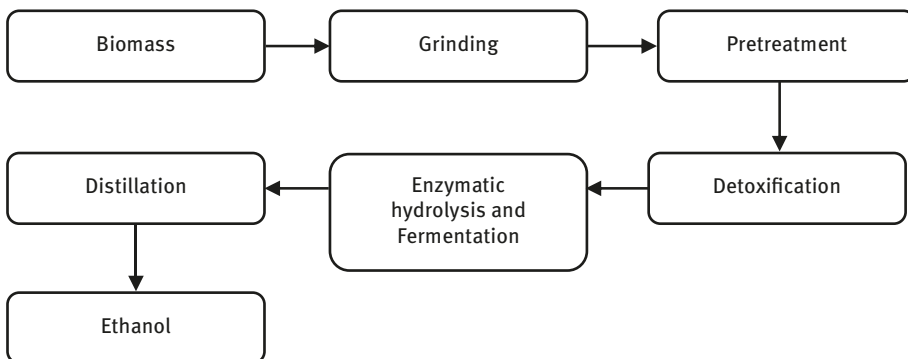 Biomass
Grinding
Pretreatment
Detoxification
Enzymatic
hydrolysis and
Fermentation
Distillation
Ethanol